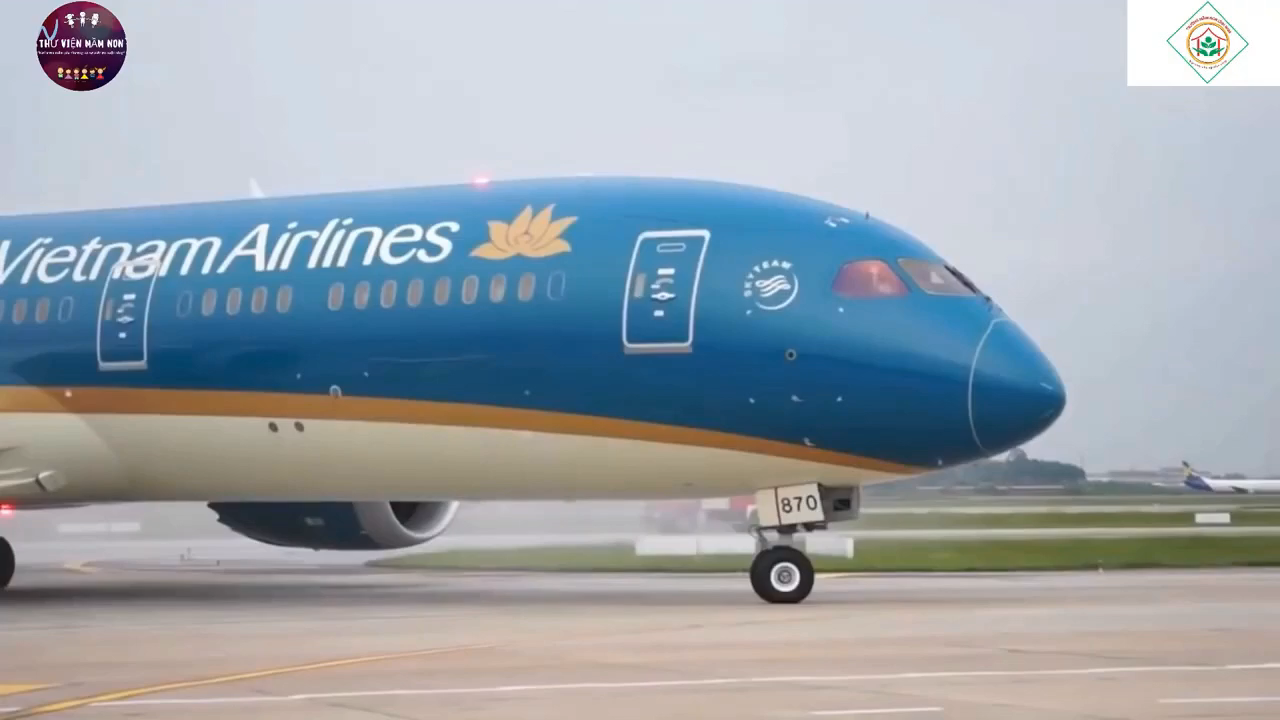 THƯ VIỆN MẦM NON
Vietnam Airlines
SKYTEAM
870